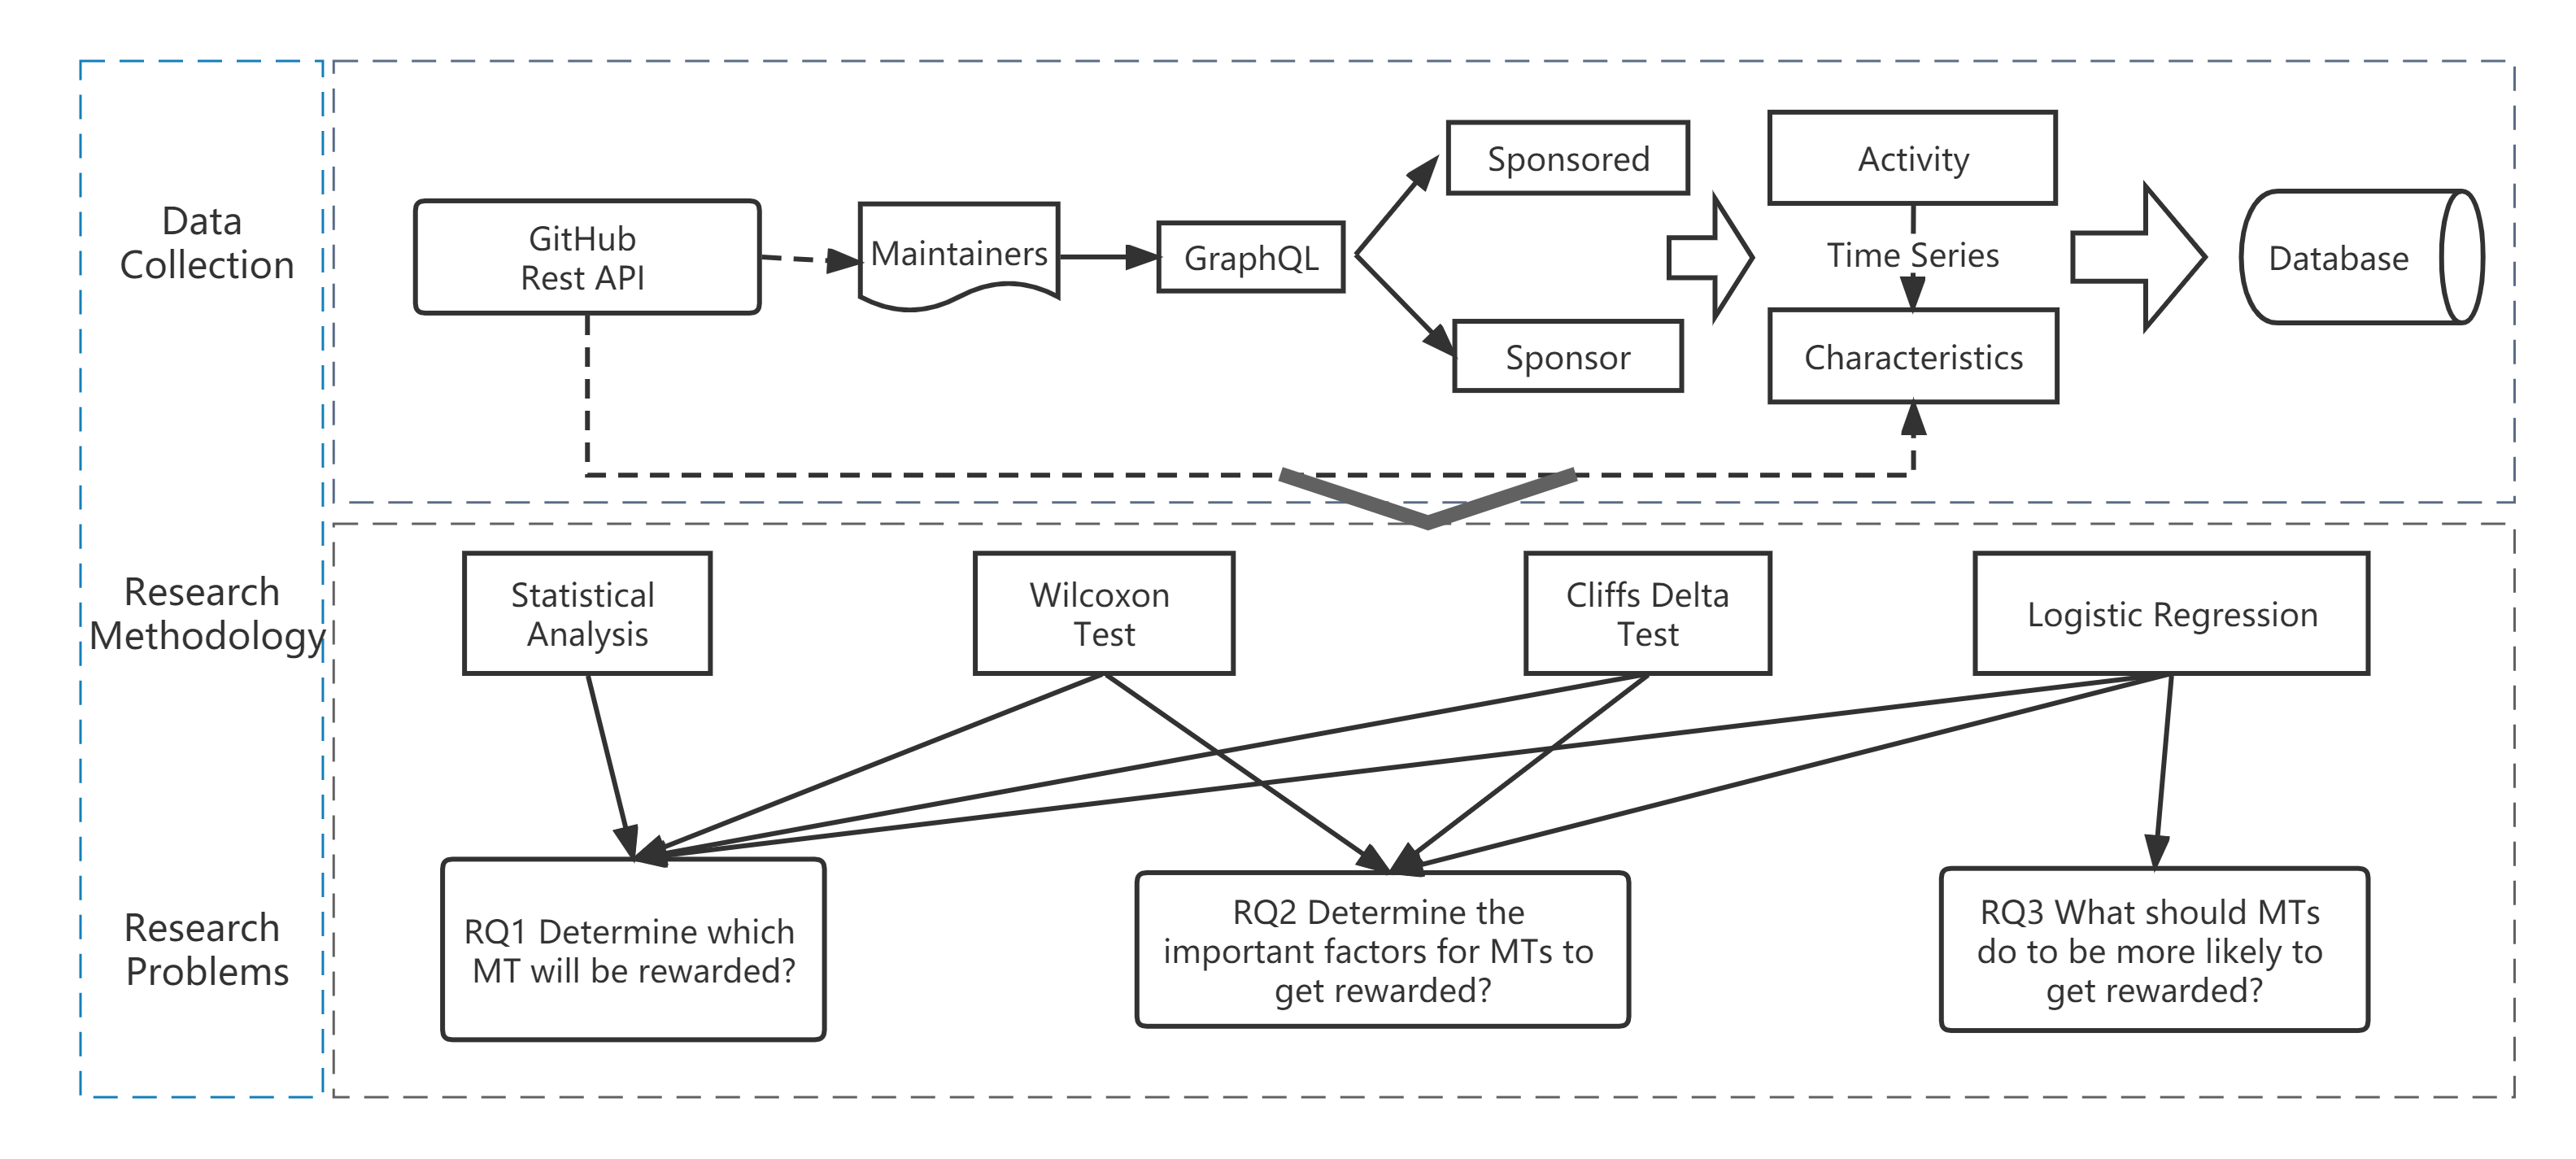 Data
Collection
GitHub
Rest API
Maintainers
GraphQL
Sponsored
Sponsor
Activity
Time Series
Characteristics
Database
Research
Methodology
Statistical
Analysis
Wilcoxon
Test
Cliffs Delta
Test
Logistic Regression
Research
Problems
RQ1 Determine which
MT will be rewarded?
RQ2 Determine the
important factors for MTs to
get rewarded?
RQ3 What should MTs
do to be more likely to
get rewarded?